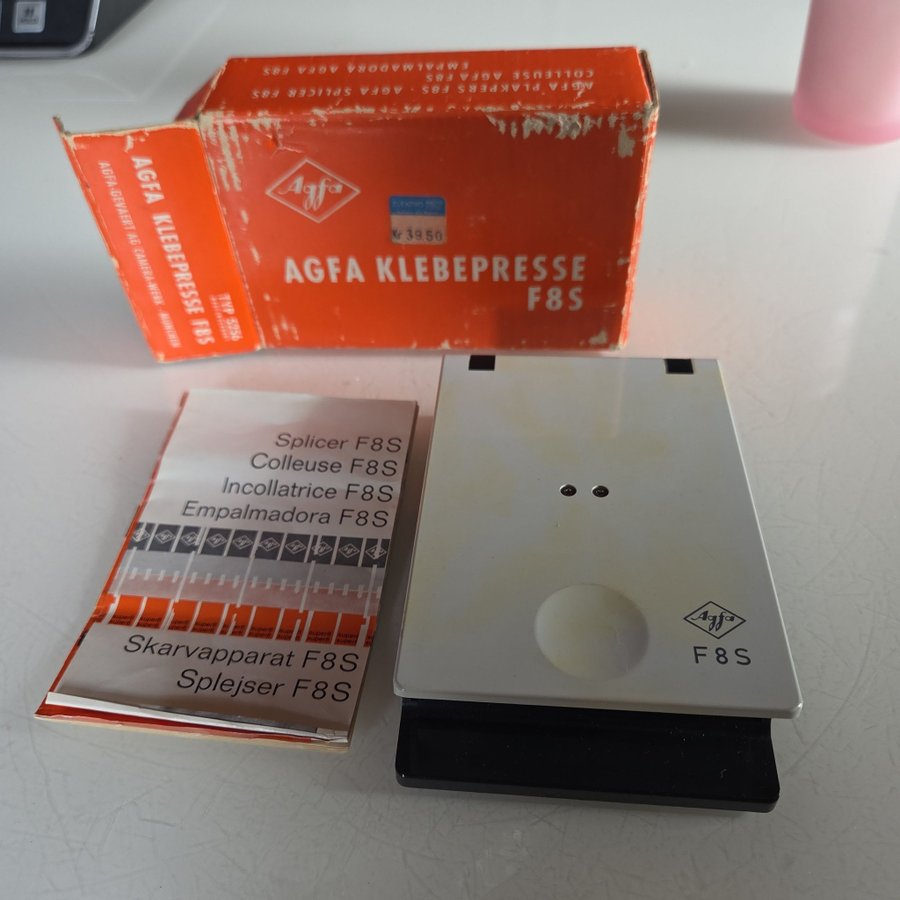 AGFA PLAKPERS F8S · AGFA SPLICER F8S
COLLEUSE AGFA F8S
EMPALMADORA AGFA F8S
Agfa
Kr 39.50
AGFA KLEBEPRESSE
F8S
AGFA KLEBEPRESSE F8S
TYP 5256
AGFA-GEVAERT AG · CAMERA-WERK · MÜNCHEN
Splicer F8S
Colleuse F8S
Incollatrice F8S
Empalmadora F8S
Skarvapparat F8S
Splejser F8S
Agfa
F8S